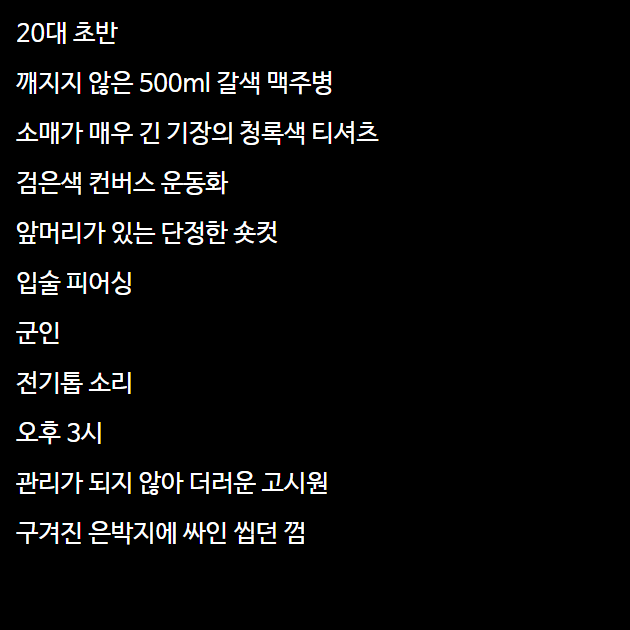 20대 초반
깨지지 않은 500ml 갈색 맥주병
소매가 매우 긴 기장의 청록색 티셔츠
검은색 컨버스 운동화
앞머리가 있는 단정한 숏컷
입술 피어싱
군인
전기톱 소리
오후 3시
관리가 되지 않아 더러운 고시원
구겨진 은박지에 싸인 씹던 껌